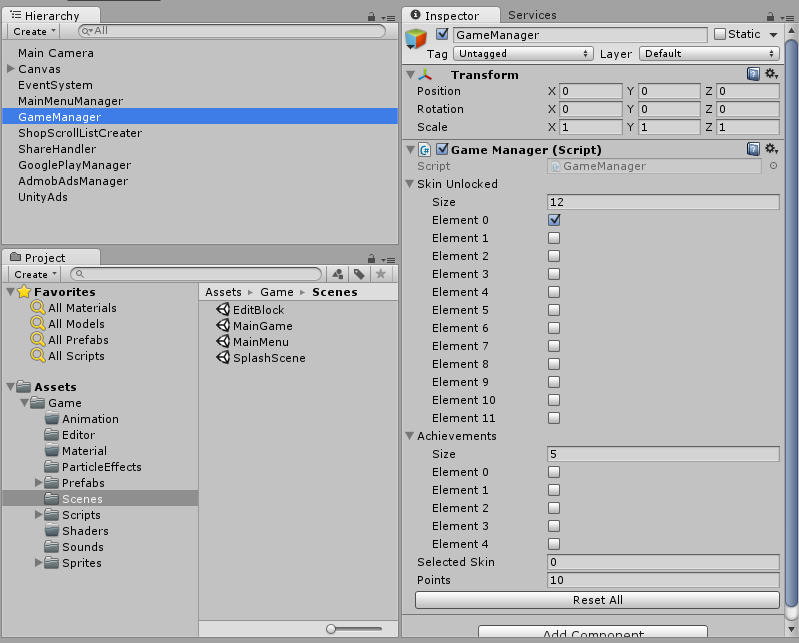 Hierarchy
Create
All
Main Camera
Canvas
EventSystem
MainMenuManager
GameManager
ShopScrollListCreater
ShareHandler
GooglePlayManager
AdmobAdsManager
UnityAds
Project
Create
Favorites
All Materials
All Models
All Prefabs
All Scripts
Assets
Game
Animation
Editor
Material
ParticleEffects
Prefabs
Scenes
Scripts
Shaders
Sounds
Sprites
Assets Game Scenes
EditBlock
MainGame
MainMenu
SplashScene
Inspector Services
GameManager Static
Tag Untagged Layer Default
Transform
Position X 0 Y 0 Z 0
Rotation X 0 Y 0 Z 0
Scale X 1 Y 1 Z 1
Game Manager (Script)
Script GameManager
Skin Unlocked
Size 12
Element 0
Element 1
Element 2
Element 3
Element 4
Element 5
Element 6
Element 7
Element 8
Element 9
Element 10
Element 11
Achievements
Size 5
Element 0
Element 1
Element 2
Element 3
Element 4
Selected Skin 0
Points 10
Reset All
Add Component